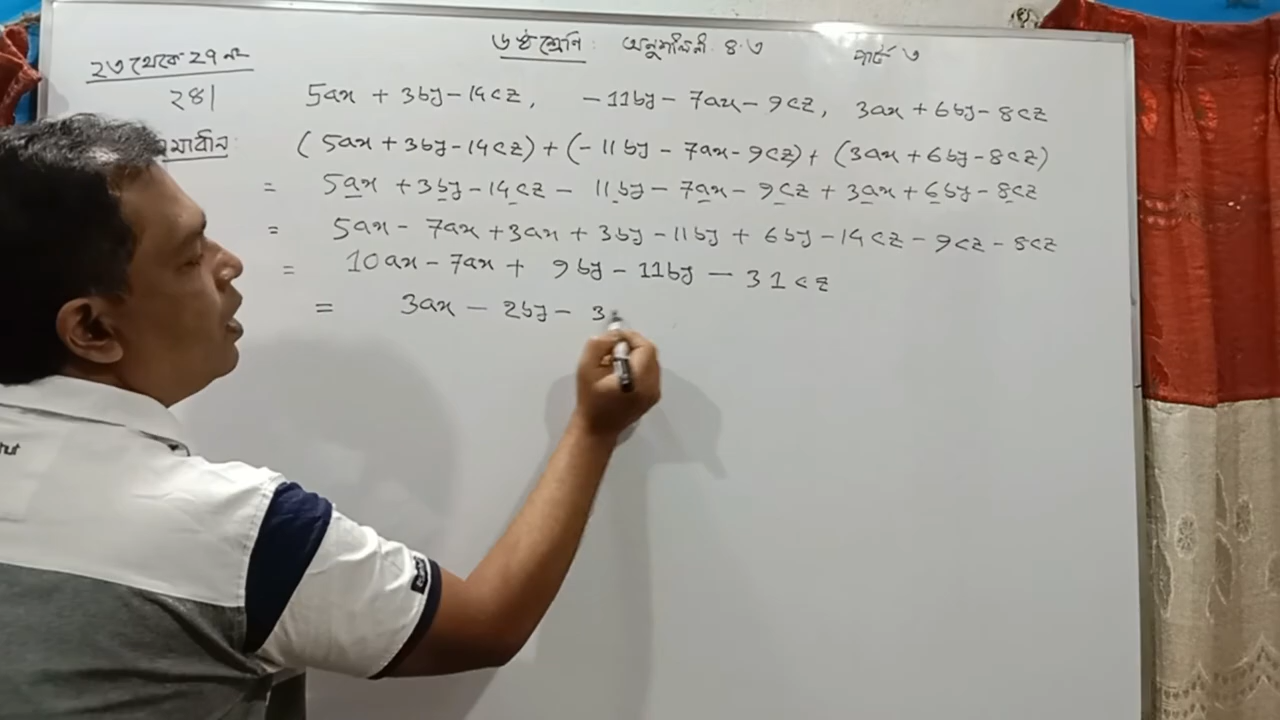 ৬ষ্ঠ শ্রেণি: অনুশীলনী ৪.৩ পার্ট ৩
২৩ থেকে 29 নং
২৪| 5ax + 3by - 14cz, - 11by - 7ax - 9cz, 3ax + 6by - 8cz
(5ax + 3by - 14cz) + (- 11by - 7ax - 9cz) + (3ax + 6by - 8cz)
= 5ax + 3by - 14cz - 11by - 7ax - 9cz + 3ax + 6by - 8cz
= 5ax - 7ax + 3ax + 3by - 11by + 6by - 14cz - 9cz - 8cz
= 10ax - 7ax + 9by - 11by - 31cz
= 3ax - 2by - 3